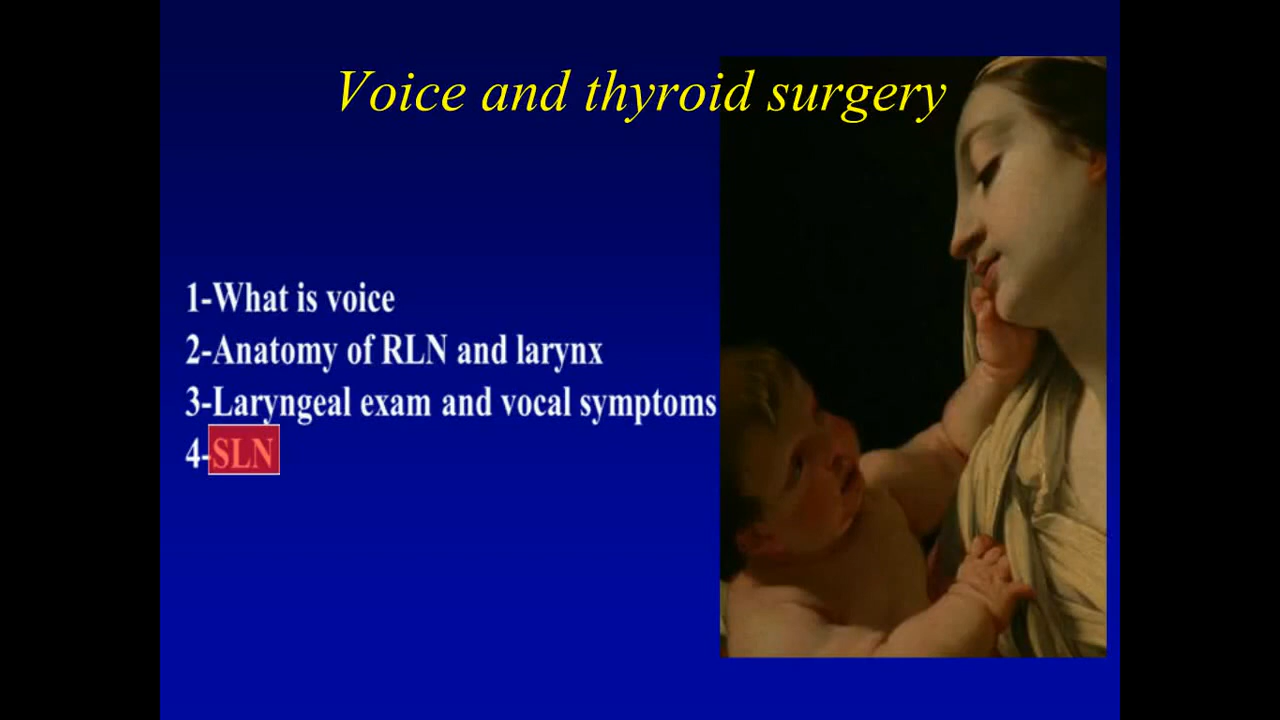 Voice and thyroid surgery
1-What is voice
2-Anatomy of RLN and larynx
3-Laryngeal exam and vocal symptoms
4-SLN